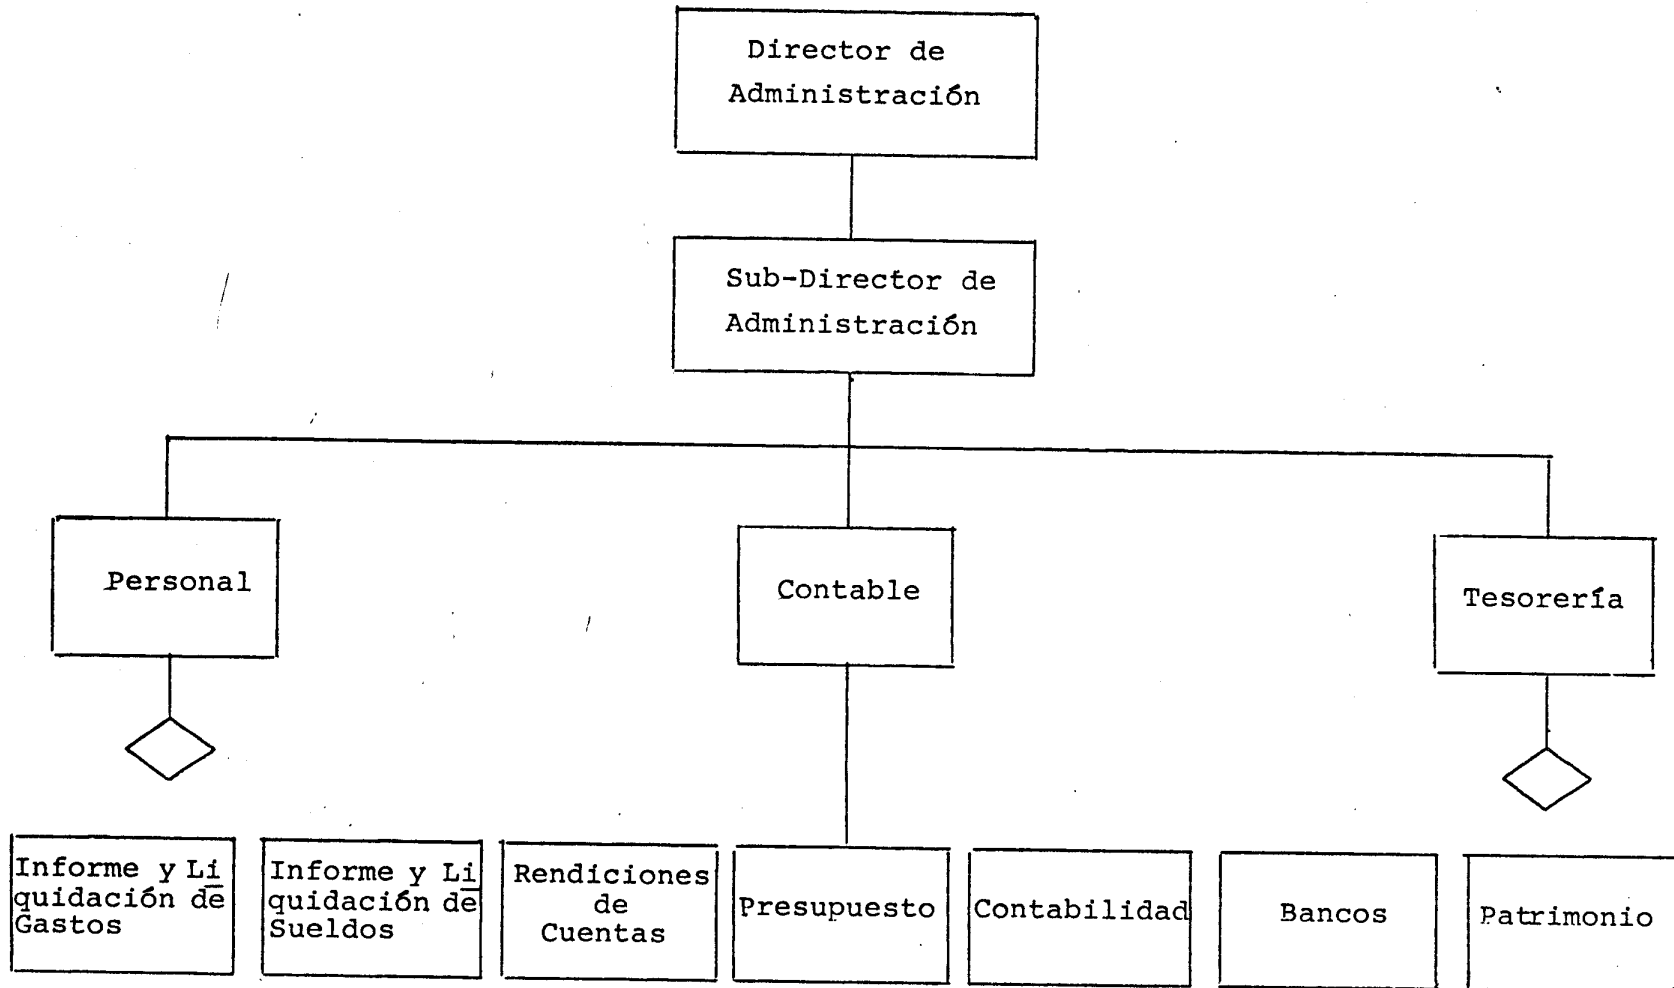 Director de
Administración
Sub-Director de
Administración
Personal
Contable
Tesorería
Informe y Li
quidación de
Gastos
Informe y Li
quidación de
Sueldos
Rendiciones
de
Cuentas
Presupuesto
Contabilidad
Bancos
Patrimonio